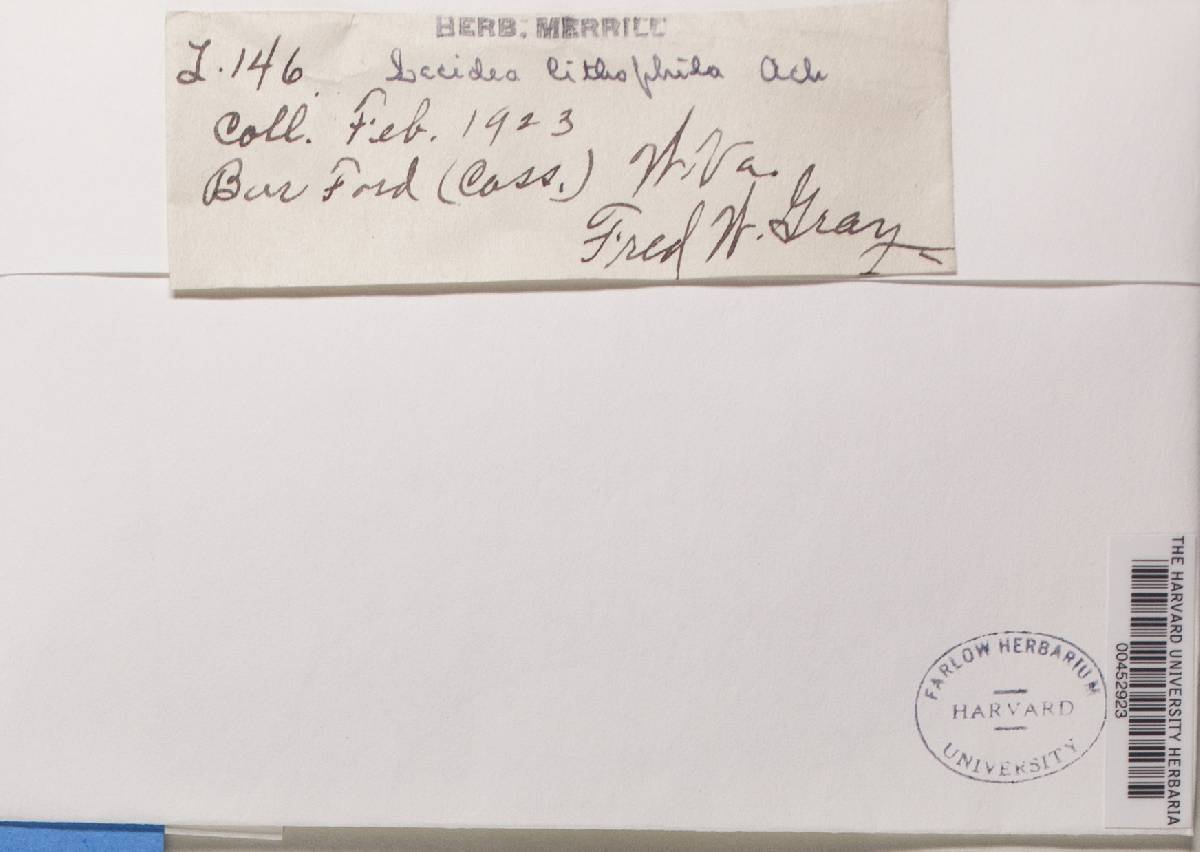 HERB. MERRILL
L.146. Lecidea lithophila Ach
Coll. Feb. 1923
Bur Ford (Cass.) W.Va.
Fred W. Gray
FARLOW HERBARIUM
HARVARD
UNIVERSITY
THE HARVARD UNIVERSITY HERBARIA
00452923